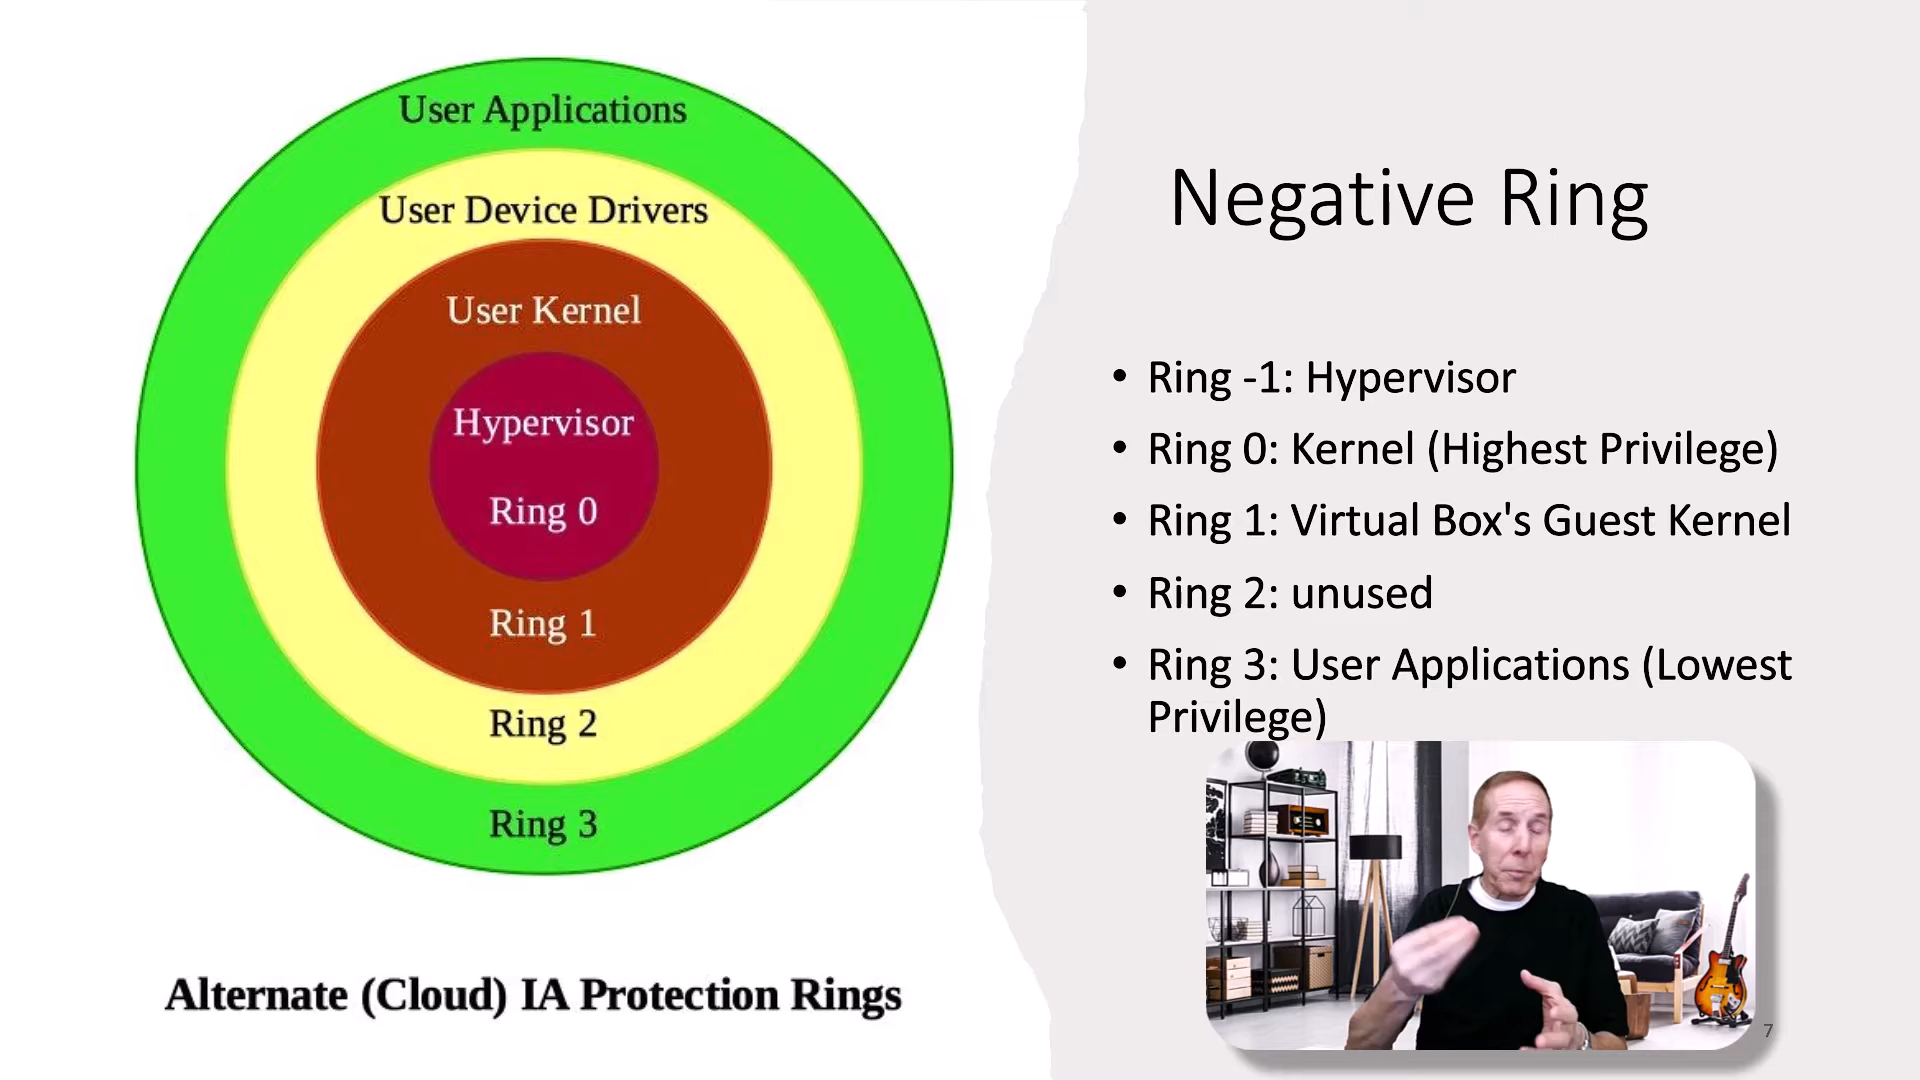 User Applications
User Device Drivers
User Kernel
Hypervisor
Ring 0
Ring 1
Ring 2
Ring 3
Alternate (Cloud) IA Protection Rings
Negative Ring
• Ring -1: Hypervisor
• Ring 0: Kernel (Highest Privilege)
• Ring 1: Virtual Box's Guest Kernel
• Ring 2: unused
• Ring 3: User Applications (Lowest
Privilege)
7